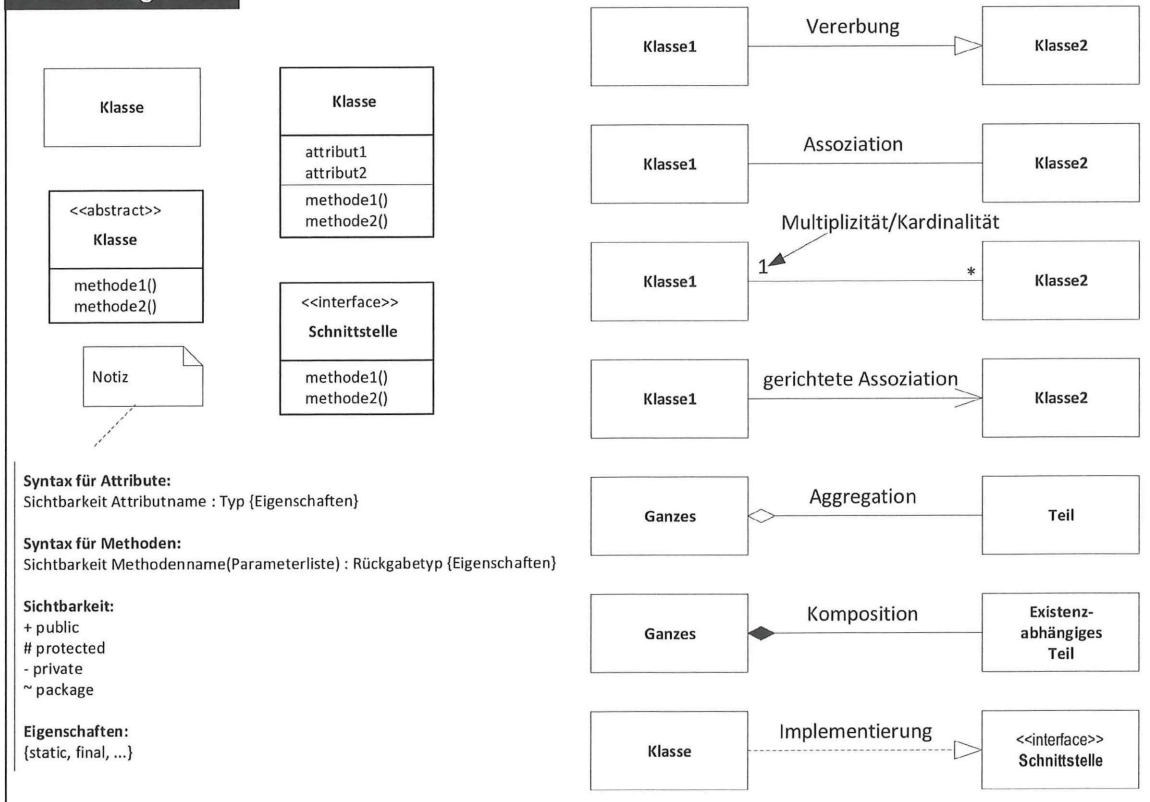 Klasse
Klasse
attribut1
attribut2
methode1()
methode2()
<<abstract>>
Klasse
methode1()
methode2()
<<interface>>
Schnittstelle
methode1()
methode2()
Notiz
Syntax für Attribute:
Sichtbarkeit Attributname : Typ {Eigenschaften}
Syntax für Methoden:
Sichtbarkeit Methodenname(Parameterliste) : Rückgabetyp {Eigenschaften}
Sichtbarkeit:
+ public
# protected
- private
~ package
Eigenschaften:
{static, final, ...}
Klasse1 Vererbung Klasse2
Klasse1 Assoziation Klasse2
Multiplizität/Kardinalität
Klasse1 1 * Klasse2
Klasse1 gerichtete Assoziation Klasse2
Ganzes Aggregation Teil
Ganzes Komposition
Existenz-
abhängiges
Teil
Klasse Implementierung
<<interface>>
Schnittstelle